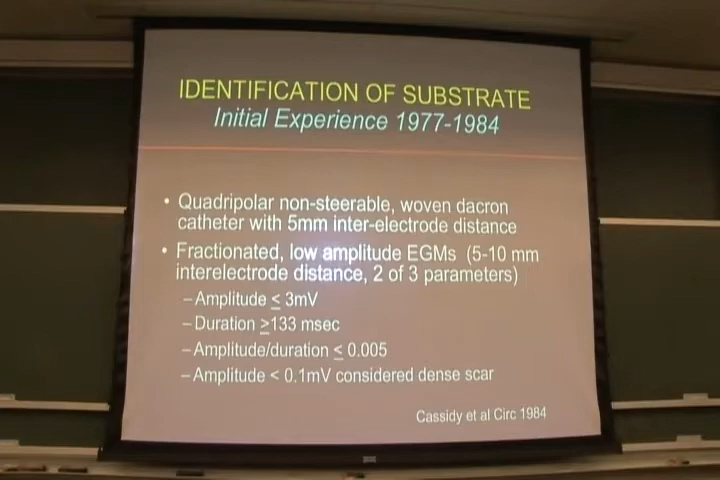 IDENTIFICATION OF SUBSTRATE
Initial Experience 1977-1984
• Quadripolar non-steerable, woven dacron
catheter with 5mm inter-electrode distance
• Fractionated, low amplitude EGMs (5-10 mm
interelectrode distance, 2 of 3 parameters)
– Amplitude ≤ 3mV
– Duration ≥133 msec
– Amplitude/duration ≤ 0.005
– Amplitude < 0.1mV considered dense scar
Cassidy et al Circ 1984